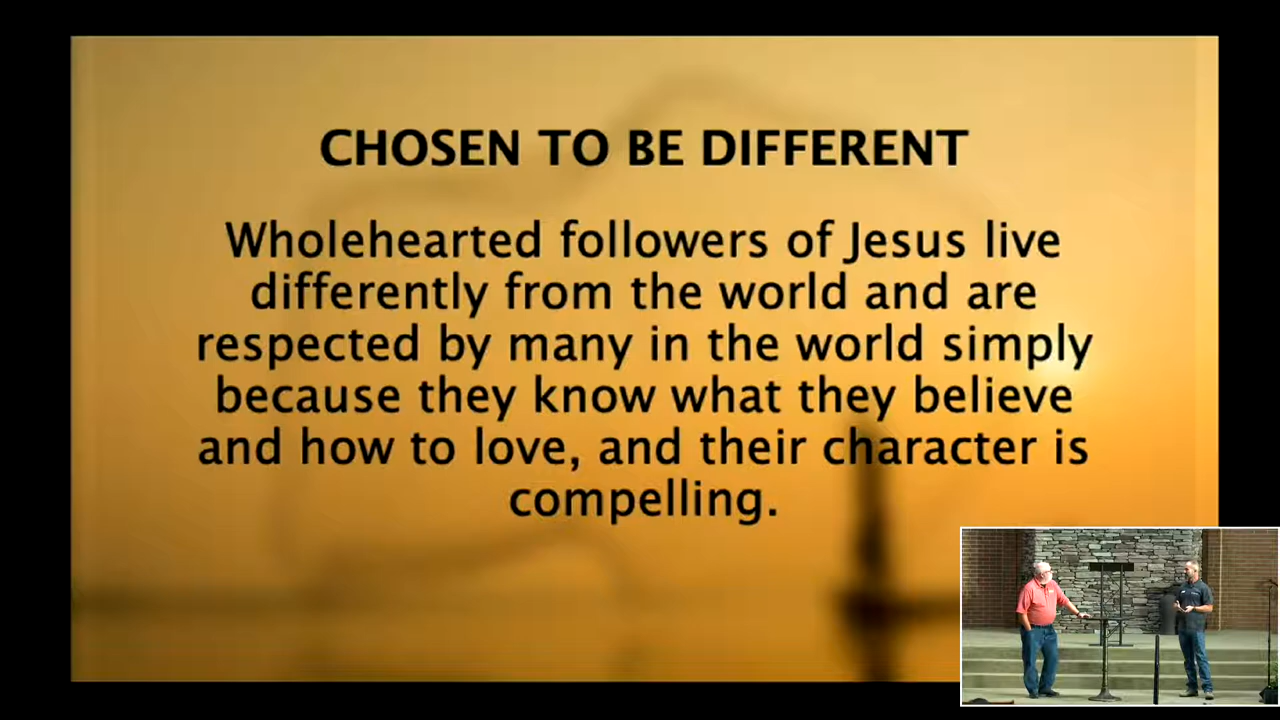 CHOSEN TO BE DIFFERENT
Wholehearted followers of Jesus live
differently from the world and are
respected by many in the world simply
because they know what they believe
and how to love, and their character is
compelling.